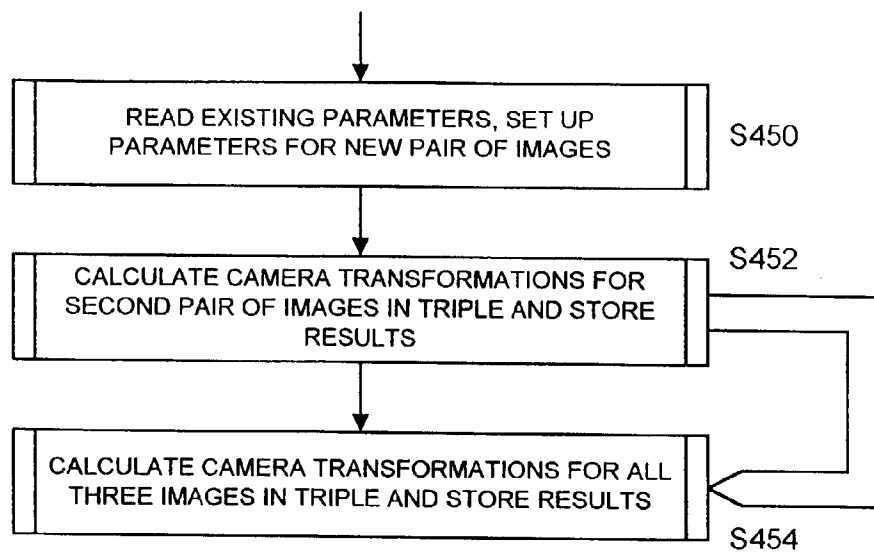 READ EXISTING PARAMETERS, SET UP
PARAMETERS FOR NEW PAIR OF IMAGES
S450
S452
CALCULATE CAMERA TRANSFORMATIONS FOR
SECOND PAIR OF IMAGES IN TRIPLE AND STORE
RESULTS
CALCULATE CAMERA TRANSFORMATIONS FOR ALL
THREE IMAGES IN TRIPLE AND STORE RESULTS
S454